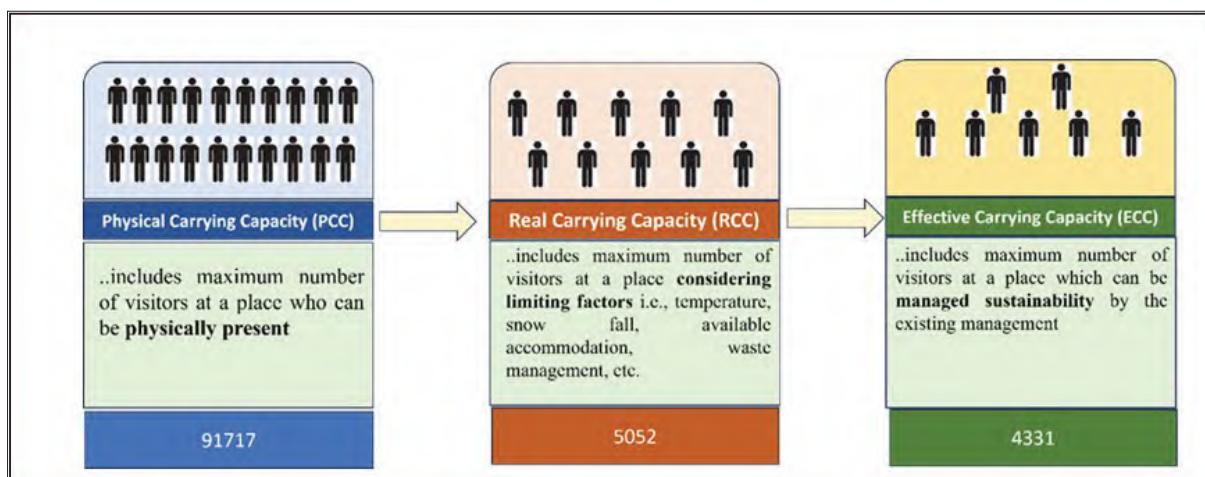 Physical Carrying Capacity (PCC)
..includes maximum number
of visitors at a place who can
be physically present
91717
Real Carrying Capacity (RCC)
..includes maximum number of
visitors at a place considering
limiting factors i.e., temperature,
snow fall, available
accommodation, waste
management, etc.
5052
Effective Carrying Capacity (ECC)
..includes maximum number of
visitors at a place which can be
managed sustainability by the
existing management
4331